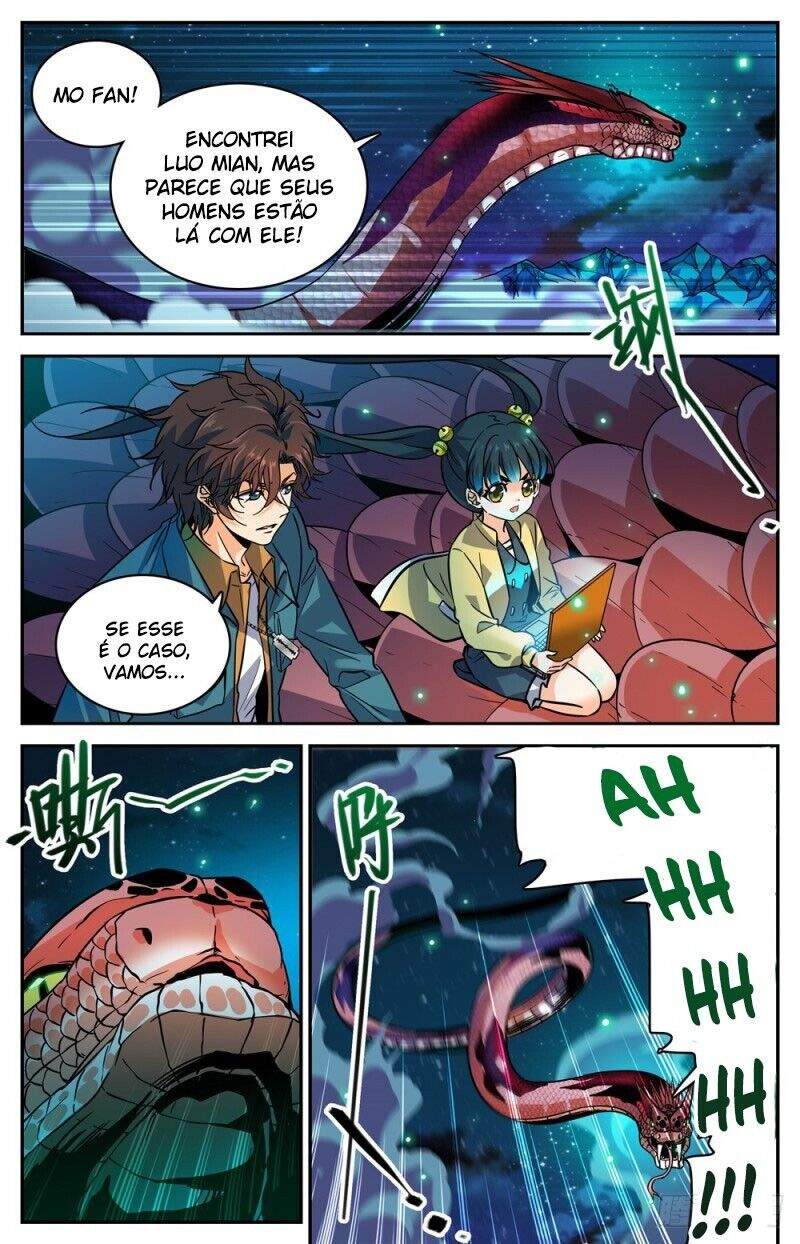 MO FAN!
ENCONTREI
LUO MIAN, MAS
PARECE QUE SEUS
HOMENS ESTÃO
LÁ COM ELE!
SE ESSE
É O CASO,
VAMOS...
嘶
呼
AH
HH
HH
HH
!!!